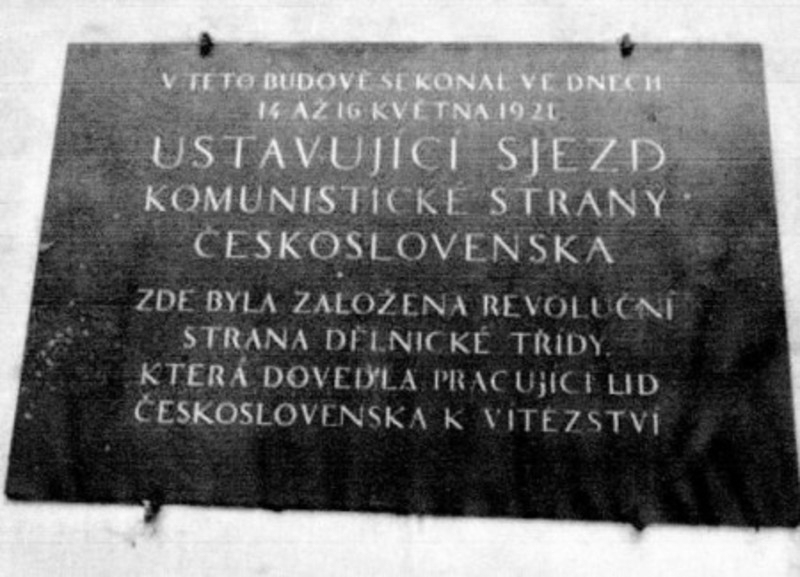 V TÉTO BUDOVĚ SE KONAL VE DNECH
14 AŽ 16 KVĚTNA 1921
USTAVUJÍCÍ SJEZD
KOMUNISTICKÉ STRANY
ČESKOSLOVENSKA
ZDE BYLA ZALOŽENA REVOLUČNÍ
STRANA DĚLNICKÉ TŘÍDY,
KTERÁ DOVEDLA PRACUJÍCÍ LID
ČESKOSLOVENSKA K VÍTĚZSTVÍ